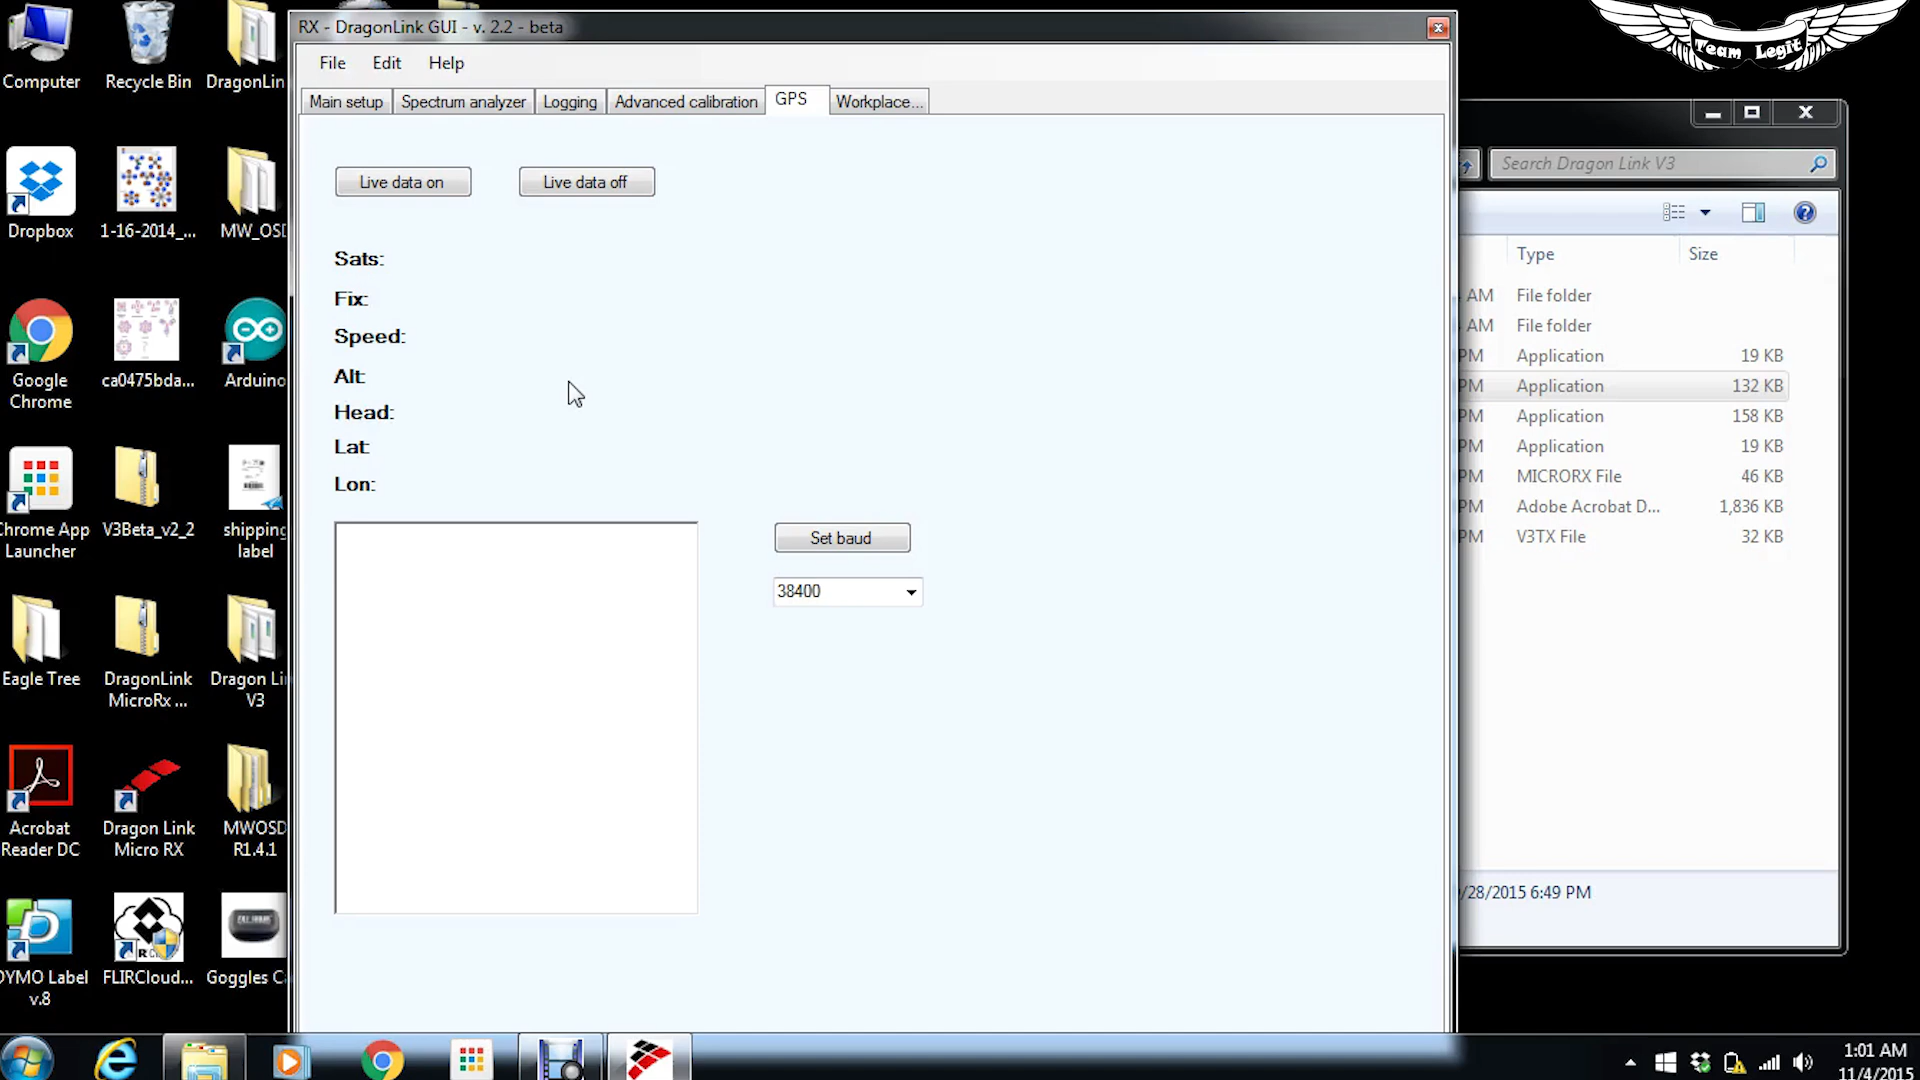 RX - DragonLink GUI - v. 2.2 - beta
File Edit Help
Main setup Spectrum analyzer Logging Advanced calibration GPS Workplace...
Live data on Live data off
Sats:
Fix:
Speed:
Alt:
Head:
Lat:
Lon:
Set baud
38400
Computer
Recycle Bin
DragonLin
Dropbox
1-16-2014_...
MW_OSD
Google
Chrome
ca0475bda...
Arduino
Chrome App
Launcher
V3Beta_v2_2
shipping
label
Eagle Tree
DragonLink
MicroRx ...
Dragon Li
V3
Acrobat
Reader DC
Dragon Link
Micro RX
MWOSD
R1.4.1
DYMO Label
v.8
FLIRCloud...
Goggles C
Team Legit
Search Dragon Link V3
Type Size
AM File folder
AM File folder
PM Application 19 KB
PM Application 132 KB
PM Application 158 KB
PM Application 19 KB
PM MICRORX File 46 KB
PM Adobe Acrobat D... 1,836 KB
PM V3TX File 32 KB
/28/2015 6:49 PM
1:01 AM
11/4/2015